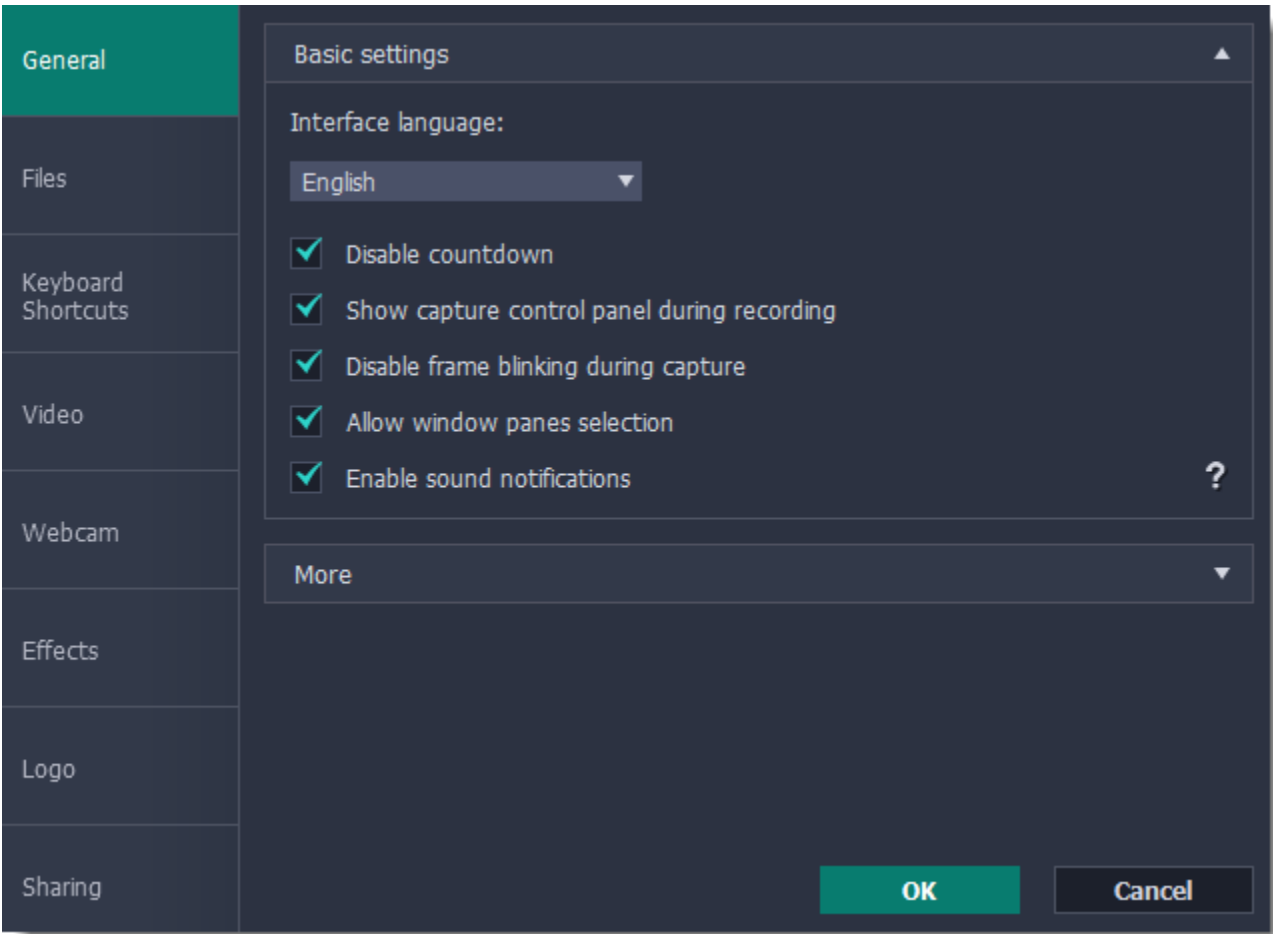 General
Files
Keyboard
Shortcuts
Video
Webcam
Effects
Logo
Sharing
Basic settings
Interface language:
English
Disable countdown
Show capture control panel during recording
Disable frame blinking during capture
Allow window panes selection
Enable sound notifications
?
More
OK
Cancel